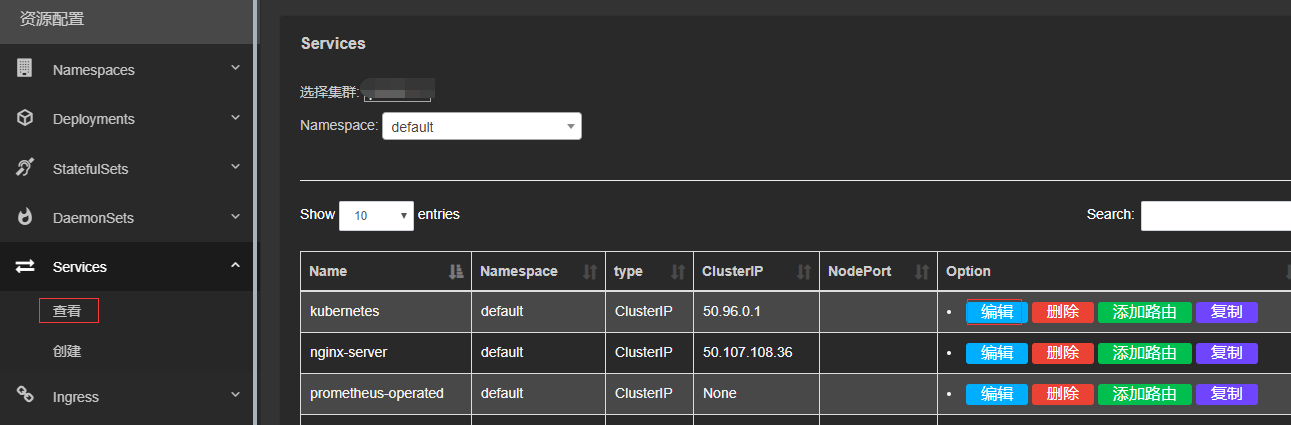 资源配置
Namespaces
Deployments
StatefulSets
DaemonSets
Services
查看
创建
Ingress
Services
选择集群:
Namespace: default
Show 10 entries
Search:
Name Namespace type ClusterIP NodePort Option
kubernetes default ClusterIP 50.96.0.1 • 编辑 删除 添加路由 复制
nginx-server default ClusterIP 50.107.108.36 • 编辑 删除 添加路由 复制
prometheus-operated default ClusterIP None • 编辑 删除 添加路由 复制